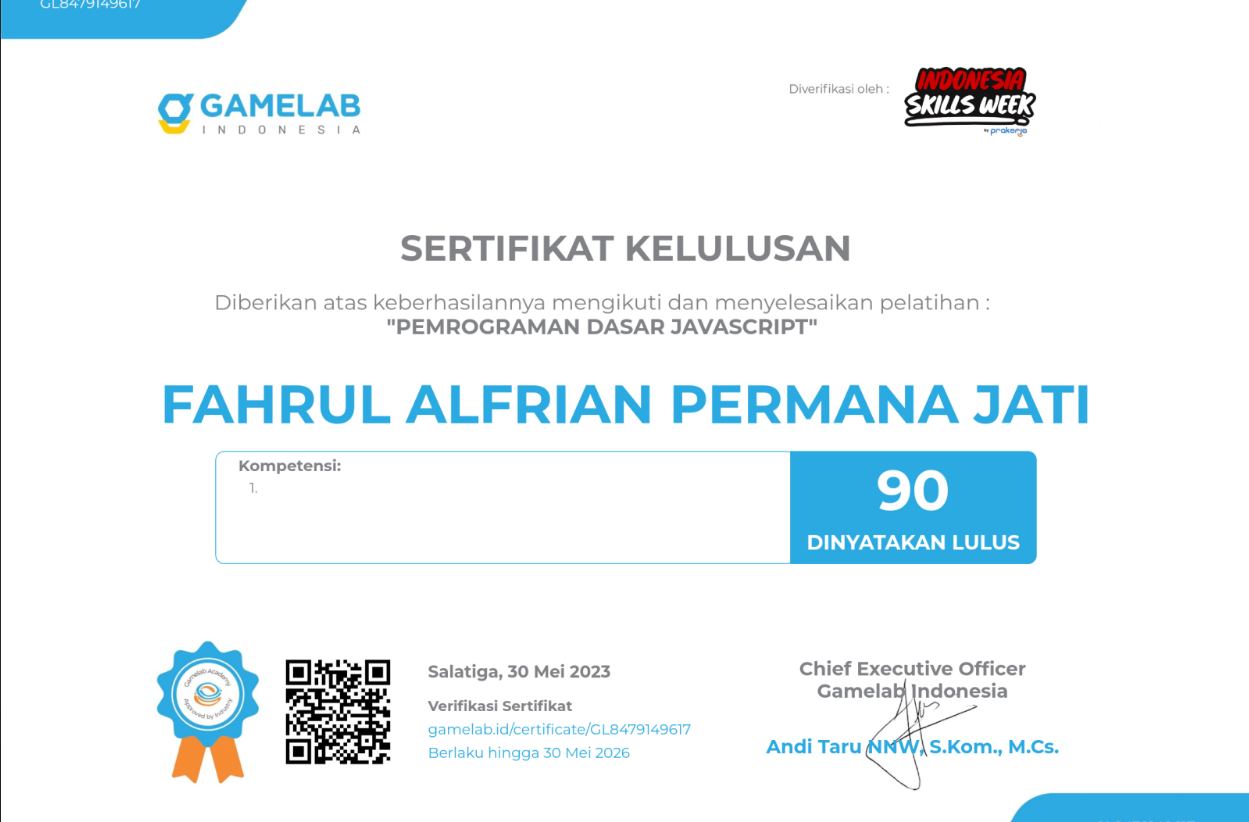 GL8479149617
GAMELAB
INDONESIA
Diverifikasi oleh :
INDONESIA
SKILLS WEEK
by prakerja
SERTIFIKAT KELULUSAN
Diberikan atas keberhasilannya mengikuti dan menyelesaikan pelatihan :
"PEMROGRAMAN DASAR JAVASCRIPT"
FAHRUL ALFRIAN PERMANA JATI
Kompetensi:
1.
90
DINYATAKAN LULUS
Gamelab Academy
Approved by Industry
Salatiga, 30 Mei 2023
Verifikasi Sertifikat
gamelab.id/certificate/GL8479149617
Berlaku hingga 30 Mei 2026
Chief Executive Officer
Gamelab Indonesia
Andi Taru NNW, S.Kom., M.Cs.